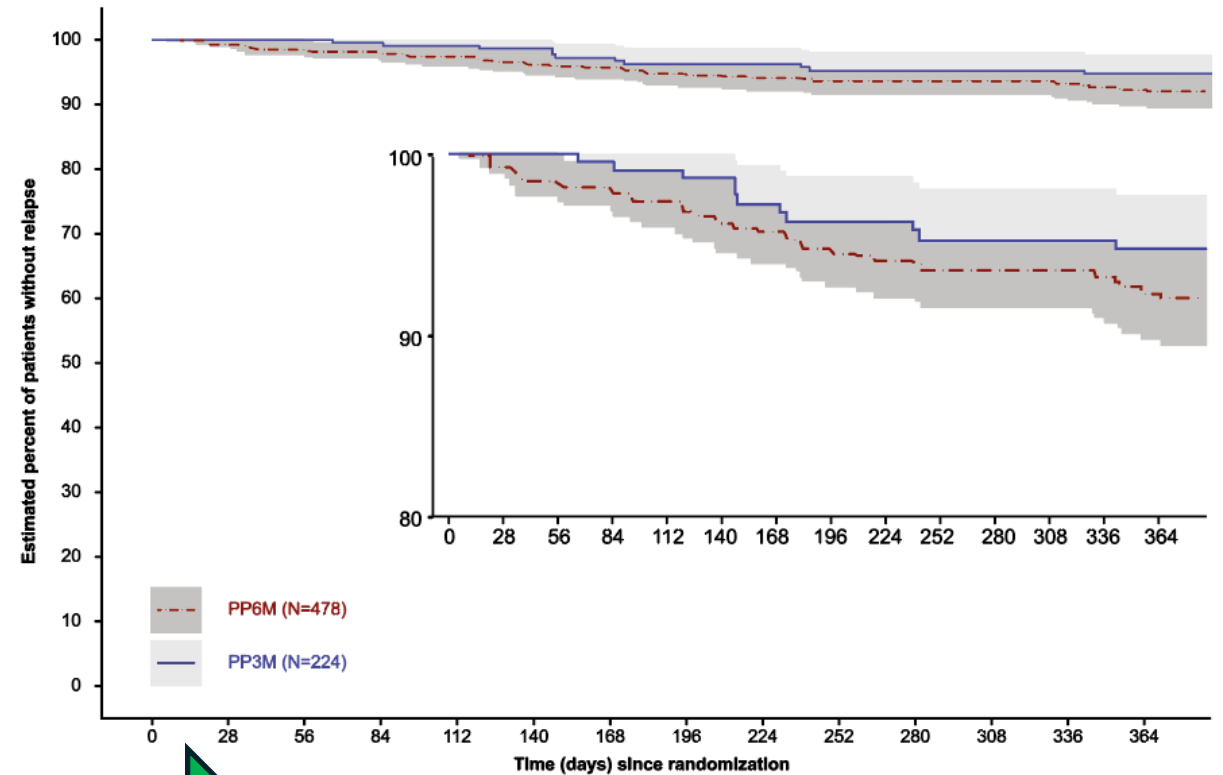 Estimated percent of patients without relapse
100
90
80
70
60
50
40
30
20
10
0
100
90
80
0 28 56 84 112 140 168 196 224 252 280 308 336 364
PP6M (N=478)
PP3M (N=224)
0 28 56 84 112 140 168 196 224 252 280 308 336 364
Time (days) since randomization